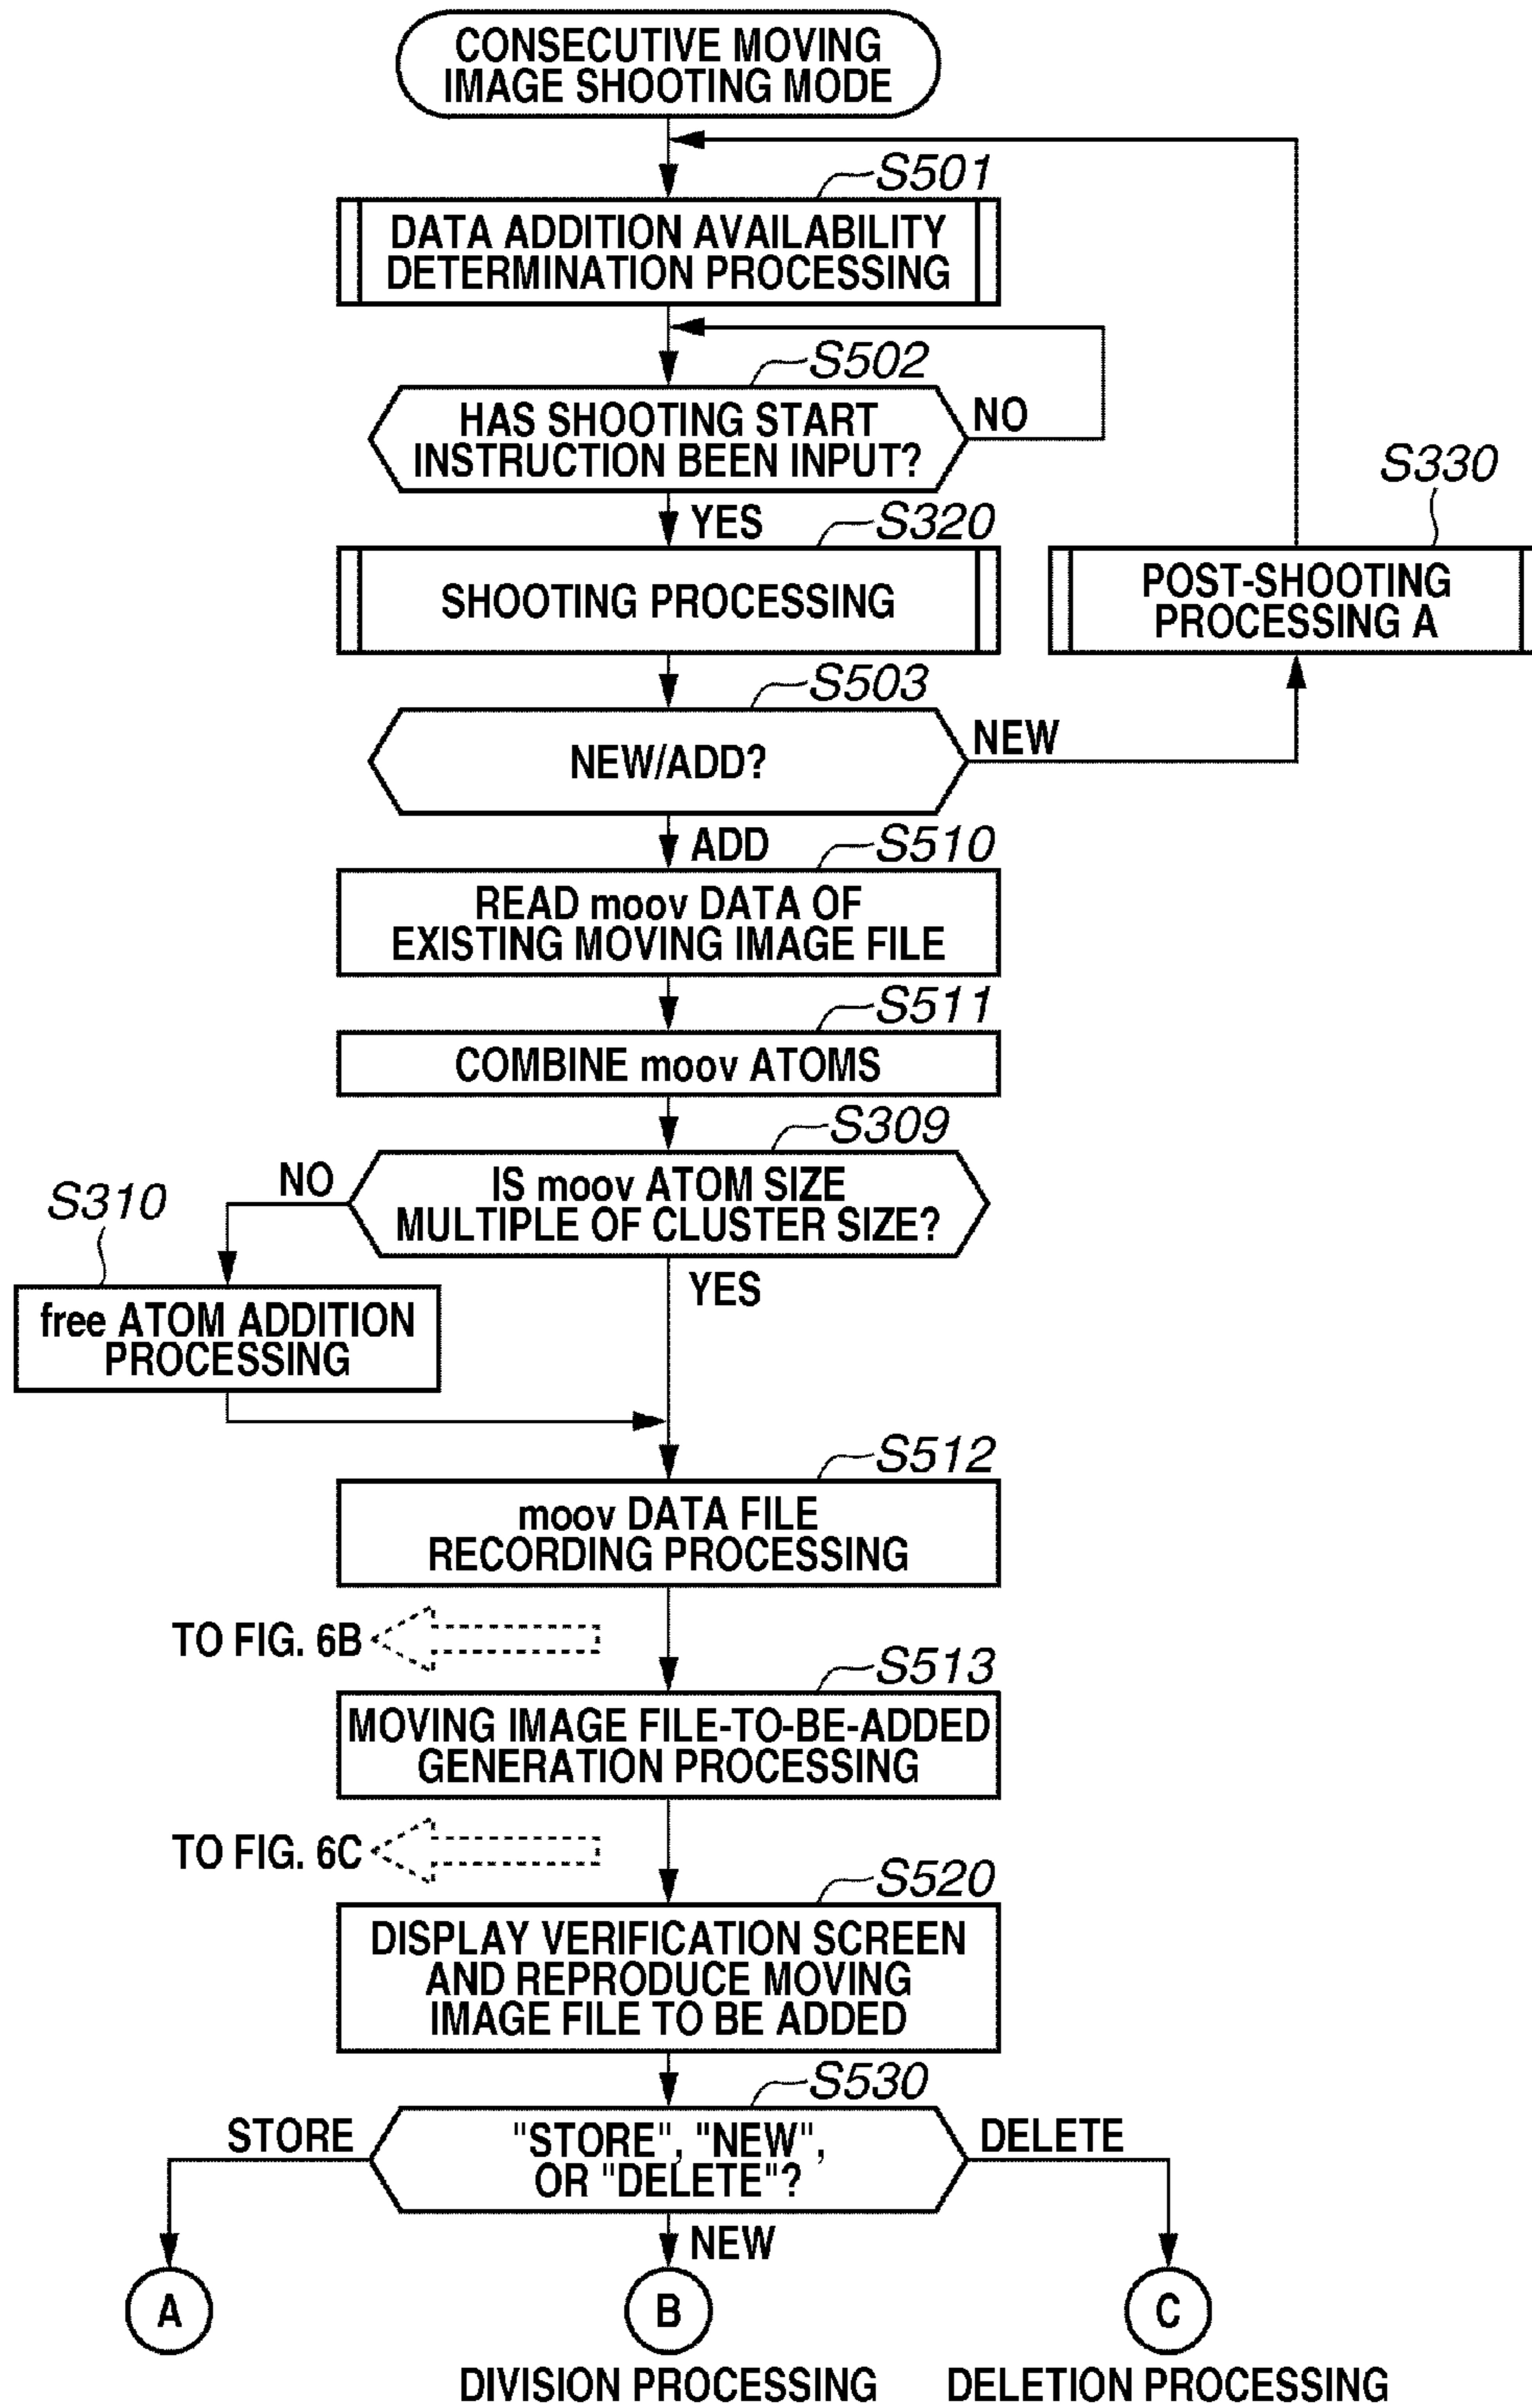 CONSECUTIVE MOVING
IMAGE SHOOTING MODE
S501
DATA ADDITION AVAILABILITY
DETERMINATION PROCESSING
S502
HAS SHOOTING START
INSTRUCTION BEEN INPUT?
NO
YES
S320
SHOOTING PROCESSING
S330
POST-SHOOTING
PROCESSING A
S503
NEW/ADD?
NEW
ADD
S510
READ moov DATA OF
EXISTING MOVING IMAGE FILE
S511
COMBINE moov ATOMS
S309
IS moov ATOM SIZE
MULTIPLE OF CLUSTER SIZE?
NO
YES
S310
free ATOM ADDITION
PROCESSING
S512
moov DATA FILE
RECORDING PROCESSING
TO FIG. 6B
S513
MOVING IMAGE FILE-TO-BE-ADDED
GENERATION PROCESSING
TO FIG. 6C
S520
DISPLAY VERIFICATION SCREEN
AND REPRODUCE MOVING
IMAGE FILE TO BE ADDED
S530
"STORE", "NEW",
OR "DELETE"?
STORE
DELETE
NEW
A
B
C
DIVISION PROCESSING
DELETION PROCESSING